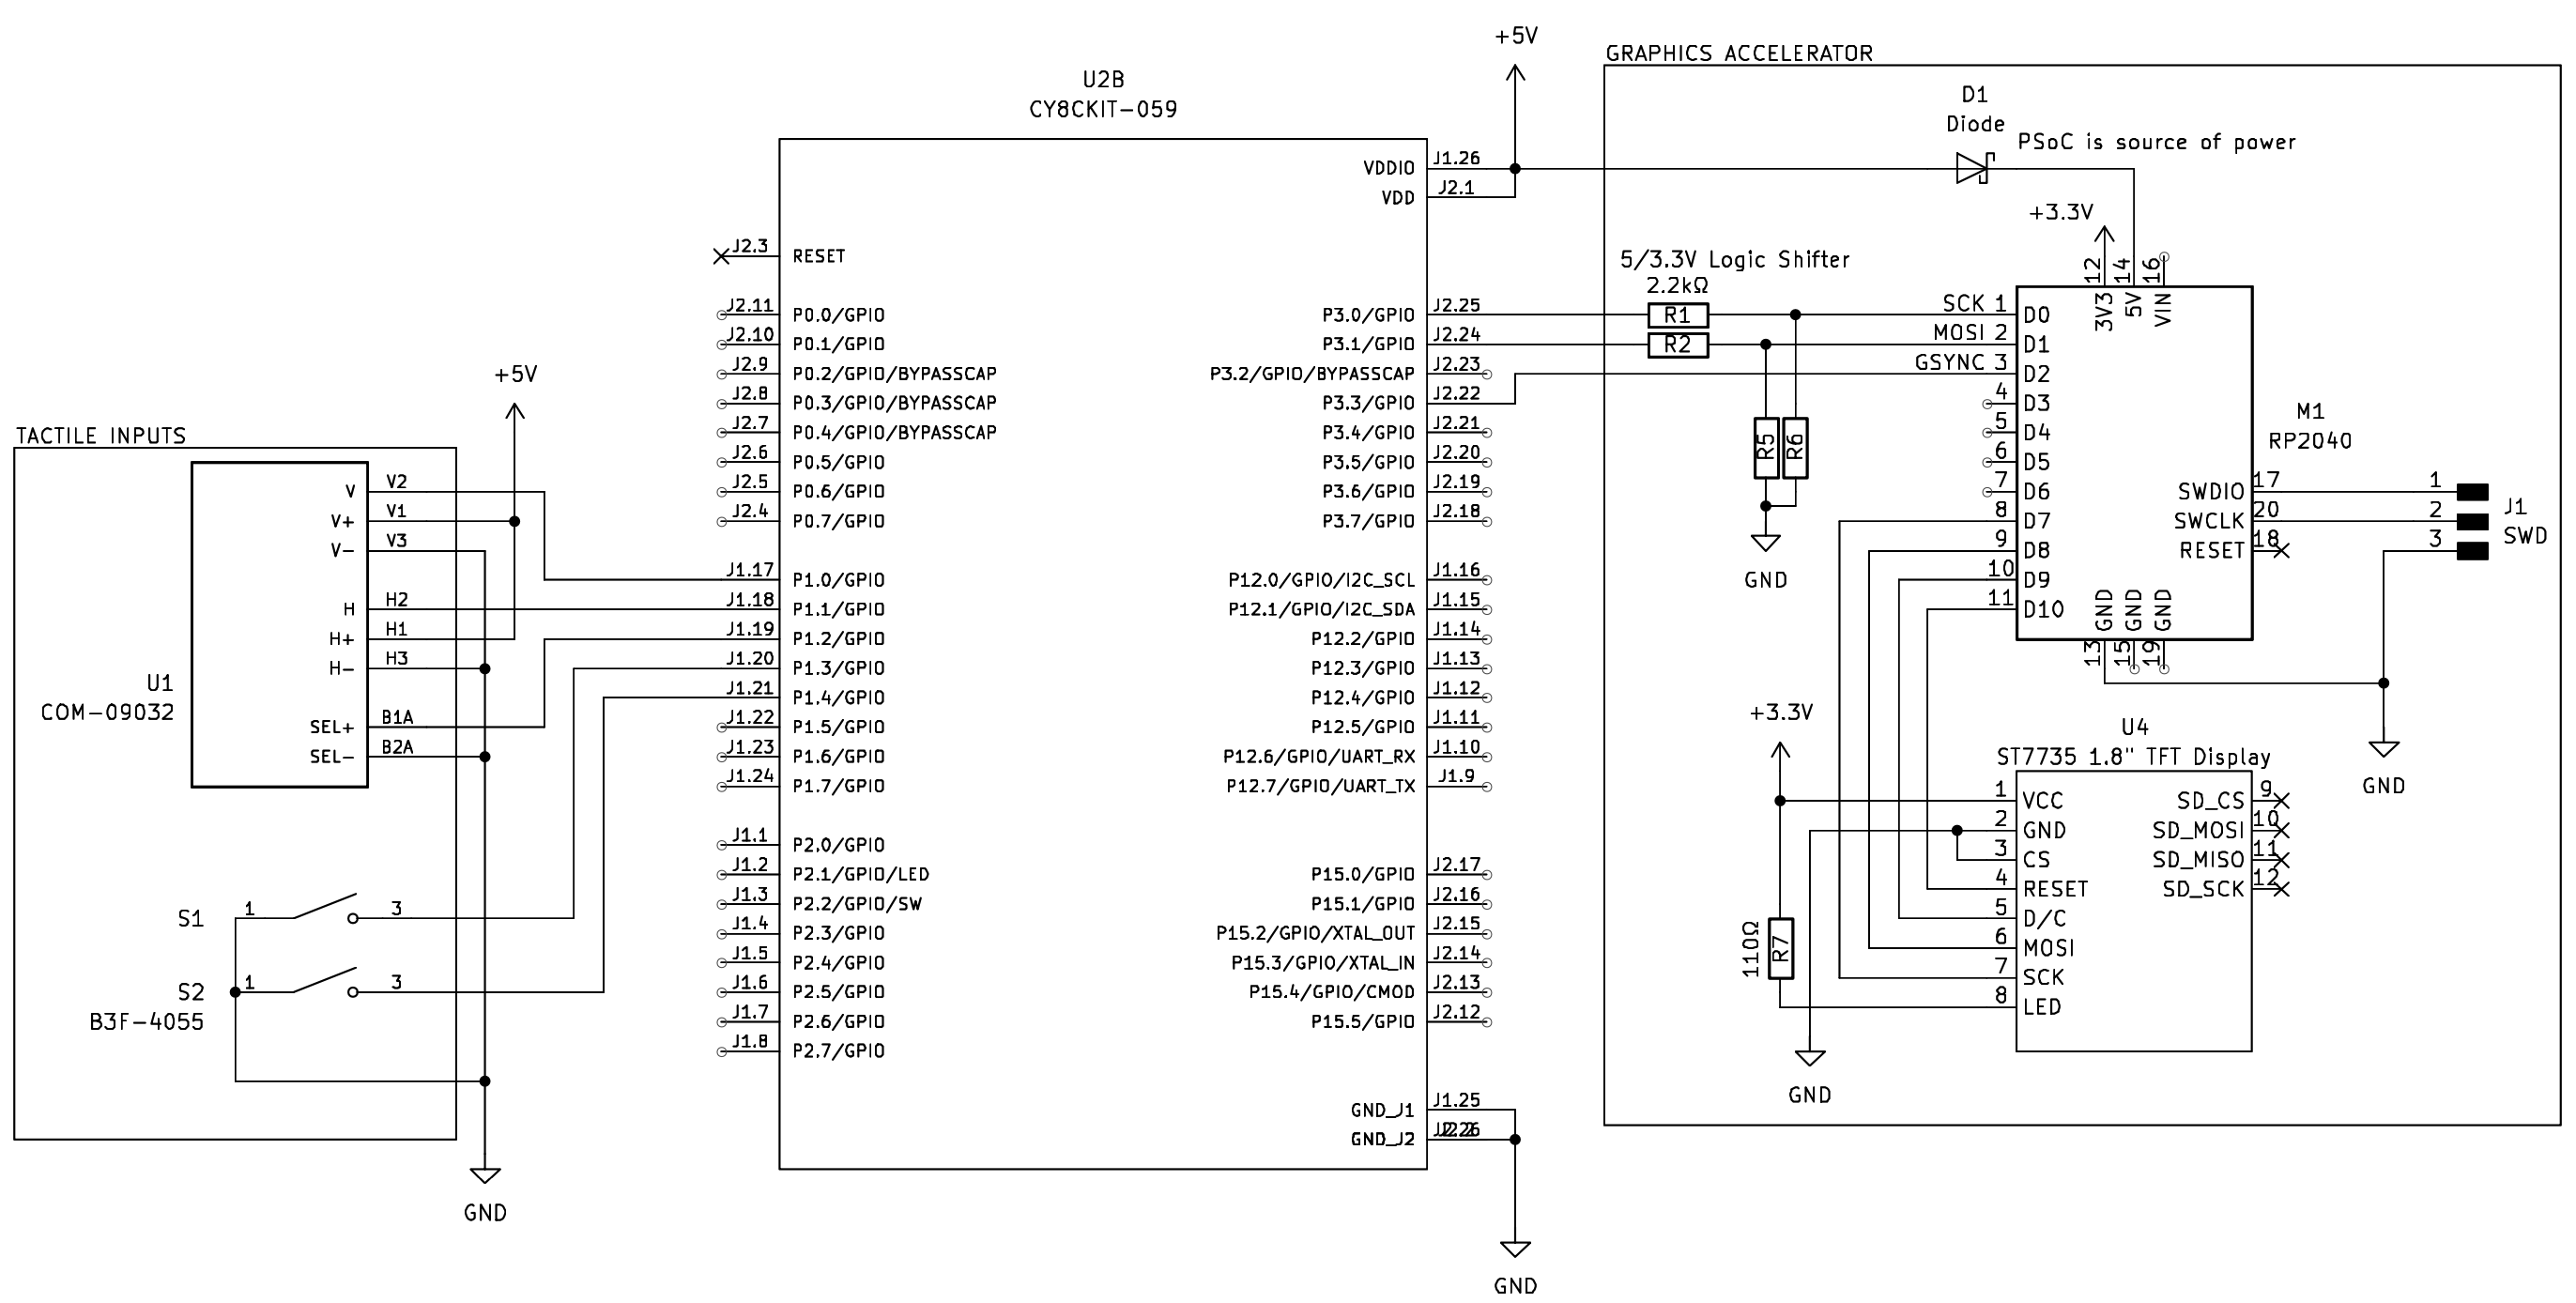 +5V
GRAPHICS ACCELERATOR
U2B
CY8CKIT-059
D1
Diode
PSoC is source of power
VDDIO J1.26
VDD J2.1
+3.3V
J2.3 RESET
5/3.3V Logic Shifter
2.2kΩ
12 14 16
3V3 5V VIN
J2.11 P0.0/GPIO
P3.0/GPIO J2.25
R1
SCK 1 D0
J2.10 P0.1/GPIO
P3.1/GPIO J2.24
R2
MOSI 2 D1
J2.9 P0.2/GPIO/BYPASSCAP
P3.2/GPIO/BYPASSCAP J2.23
GSYNC 3 D2
+5V
J2.8 P0.3/GPIO/BYPASSCAP
P3.3/GPIO J2.22
4 D3
M1
RP2040
J2.7 P0.4/GPIO/BYPASSCAP
P3.4/GPIO J2.21
R5 R6
5 D4
J2.6 P0.5/GPIO
P3.5/GPIO J2.20
6 D5
J2.5 P0.6/GPIO
P3.6/GPIO J2.19
7 D6
SWDIO 17
1
J2.4 P0.7/GPIO
P3.7/GPIO J2.18
8 D7
SWCLK 20
2
J1
SWD
9 D8
RESET 18
3
GND
10 D9
11 D10
GND GND GND
13 15 19
GND
TACTILE INPUTS
V V2
V+ V1
V- V3
H H2
H+ H1
H- H3
U1
COM-09032
SEL+ B1A
SEL- B2A
J1.17 P1.0/GPIO
P12.0/GPIO/I2C_SCL J1.16
J1.18 P1.1/GPIO
P12.1/GPIO/I2C_SDA J1.15
J1.19 P1.2/GPIO
P12.2/GPIO J1.14
J1.20 P1.3/GPIO
P12.3/GPIO J1.13
J1.21 P1.4/GPIO
P12.4/GPIO J1.12
J1.22 P1.5/GPIO
P12.5/GPIO J1.11
J1.23 P1.6/GPIO
P12.6/GPIO/UART_RX J1.10
J1.24 P1.7/GPIO
P12.7/GPIO/UART_TX J1.9
+3.3V
U4
ST7735 1.8" TFT Display
1 VCC
SD_CS 9
2 GND
SD_MOSI 10
3 CS
SD_MISO 11
4 RESET
SD_SCK 12
5 D/C
6 MOSI
7 SCK
8 LED
110Ω
R7
GND
J1.1 P2.0/GPIO
J1.2 P2.1/GPIO/LED
P15.0/GPIO J2.17
J1.3 P2.2/GPIO/SW
P15.1/GPIO J2.16
J1.4 P2.3/GPIO
P15.2/GPIO/XTAL_OUT J2.15
J1.5 P2.4/GPIO
P15.3/GPIO/XTAL_IN J2.14
J1.6 P2.5/GPIO
P15.4/GPIO/CMOD J2.13
J1.7 P2.6/GPIO
P15.5/GPIO J2.12
J1.8 P2.7/GPIO
S1 1 3
S2 1 3
B3F-4055
GND_J1 J1.25
GND_J2
GND
GND